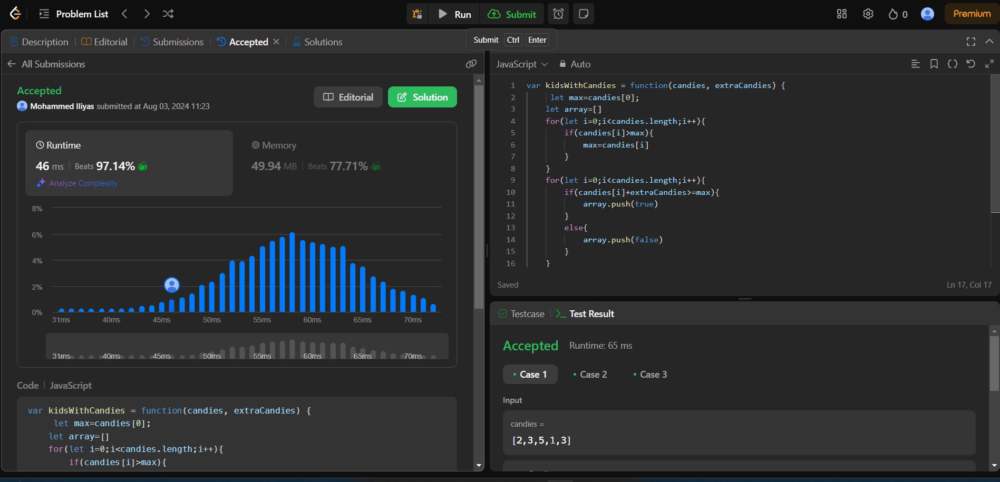 Problem List
Run
Submit
0
Premium
Description
Editorial
Submissions
Accepted
Solutions
Submit Ctrl Enter
All Submissions
Accepted
Editorial
Solution
Mohammed Iliyas submitted at Aug 03, 2024 11:23
Runtime
46 ms | Beats 97.14%
Analyze Complexity
Memory
49.94 MB | Beats 77.71%
8%
6%
4%
2%
0%
31ms 40ms 45ms 50ms 55ms 60ms 65ms 70ms
31ms 40ms 45ms 50ms 55ms 60ms 65ms 70ms
Code | JavaScript
var kidsWithCandies = function(candies, extraCandies) {
let max=candies[0];
let array=[]
for(let i=0;i<candies.length;i++){
if(candies[i]>max){
JavaScript
Auto
1 var kidsWithCandies = function(candies, extraCandies) {
2 let max=candies[0];
3 let array=[]
4 for(let i=0;i<candies.length;i++){
5 if(candies[i]>max){
6 max=candies[i]
7 }
8 }
9 for(let i=0;i<candies.length;i++){
10 if(candies[i]+extraCandies>=max){
11 array.push(true)
12 }
13 else{
14 array.push(false)
15 }
16 }
Saved
Ln 17, Col 17
Testcase
Test Result
Accepted Runtime: 65 ms
• Case 1 • Case 2 • Case 3
Input
candies =
[2,3,5,1,3]